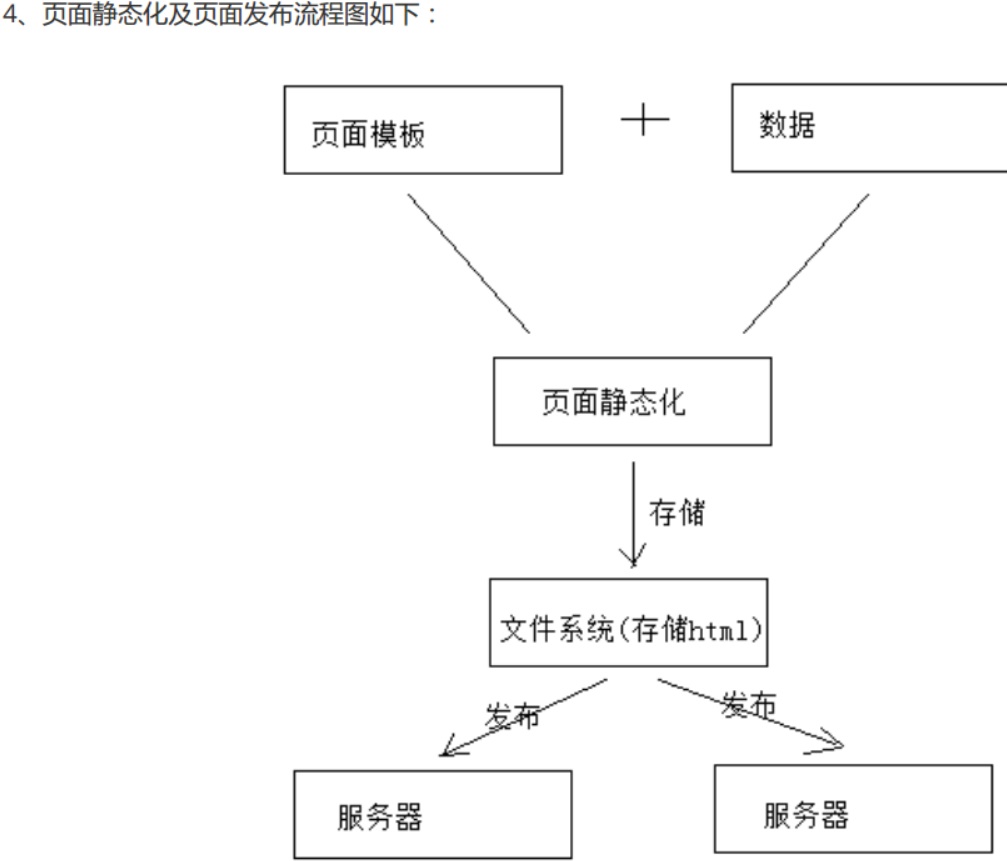 4、页面静态化及页面发布流程图如下：
页面模板
数据
页面静态化
存储
文件系统(存储html)
发布
发布
服务器
服务器